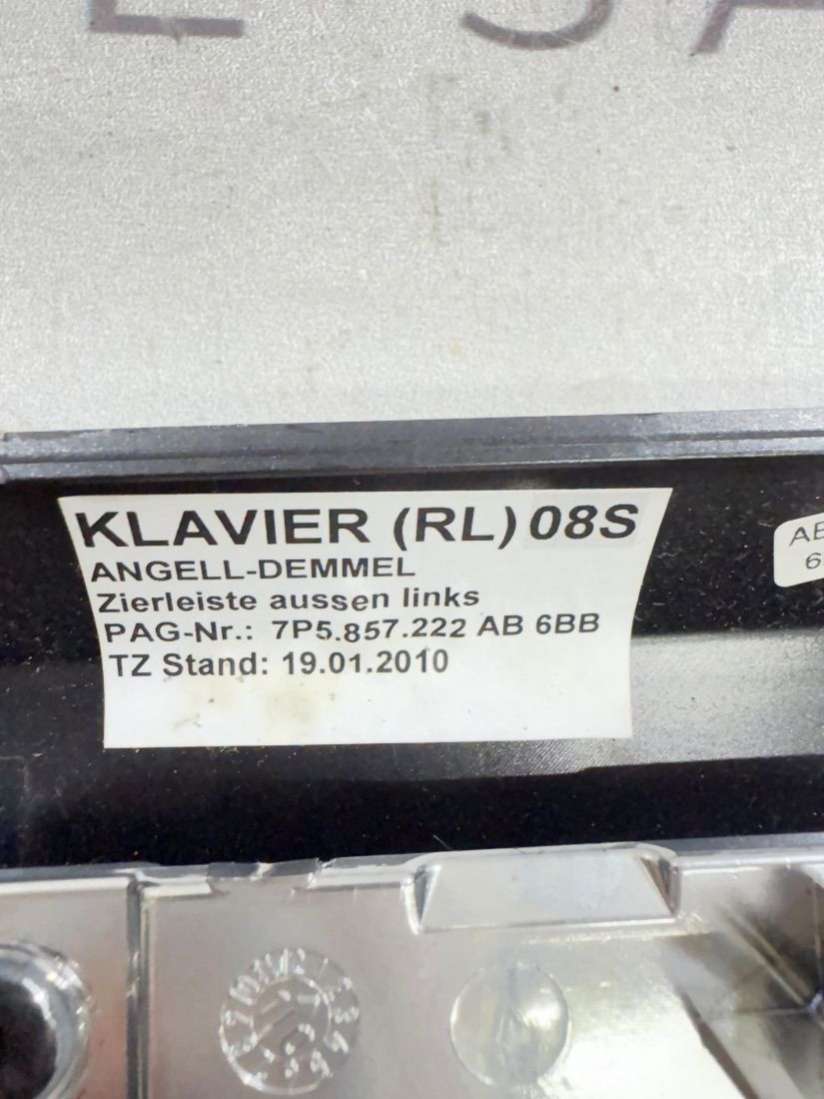 KLAVIER (RL) 08S
ANGELL-DEMMEL
Zierleiste aussen links
PAG-Nr.: 7P5.857.222 AB 6BB
TZ Stand: 19.01.2010